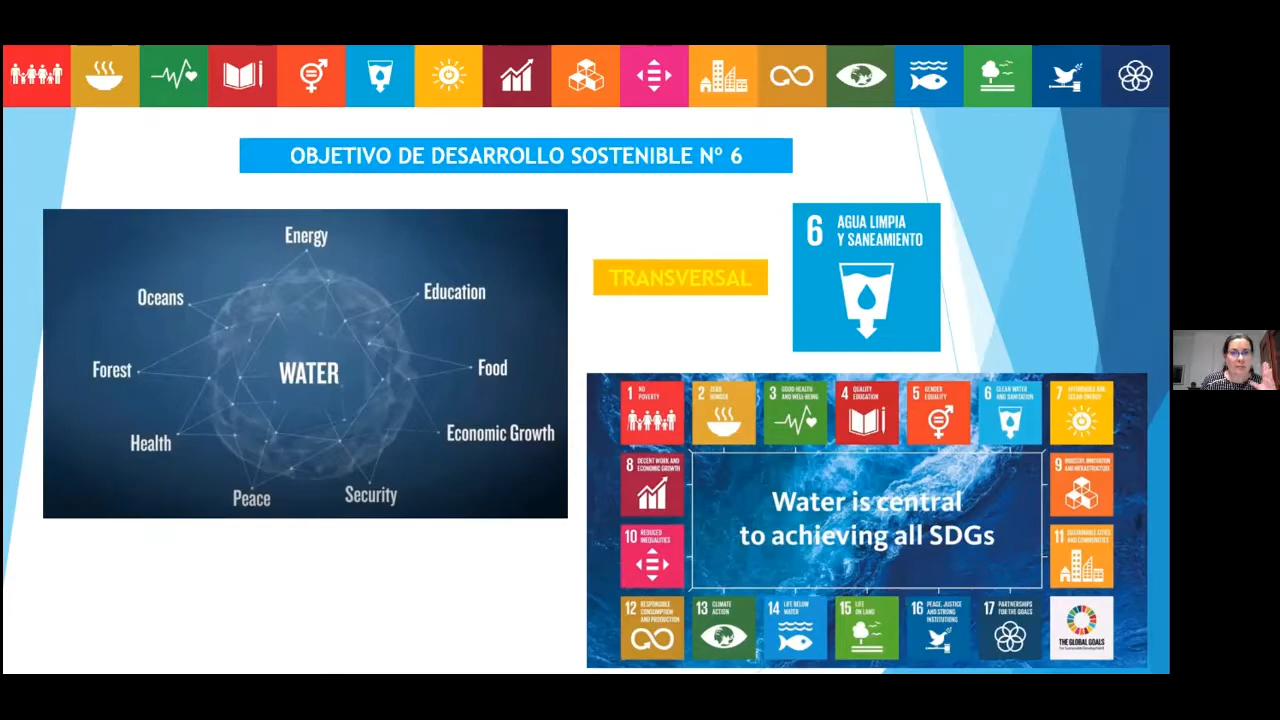 OBJETIVO DE DESARROLLO SOSTENIBLE Nº 6
Energy
Oceans
Education
WATER
Forest
Food
Health
Economic Growth
Peace
Security
TRANSVERSAL
6 AGUA LIMPIA
Y SANEAMIENTO
1 NO
POVERTY
2 ZERO
HUNGER
3 GOOD HEALTH
AND WELL-BEING
4 QUALITY
EDUCATION
5 GENDER
EQUALITY
6 CLEAN WATER
AND SANITATION
7 AFFORDABLE AND
CLEAN ENERGY
8 DECENT WORK AND
ECONOMIC GROWTH
9 INDUSTRY, INNOVATION
AND INFRASTRUCTURE
Water is central
to achieving all SDGs
10 REDUCED
INEQUALITIES
11 SUSTAINABLE CITIES
AND COMMUNITIES
12 RESPONSIBLE
CONSUMPTION
AND PRODUCTION
13 CLIMATE
ACTION
14 LIFE BELOW
WATER
15 LIFE
ON LAND
16 PEACE, JUSTICE
AND STRONG
INSTITUTIONS
17 PARTNERSHIPS
FOR THE GOALS
THE GLOBAL GOALS
For Sustainable Development